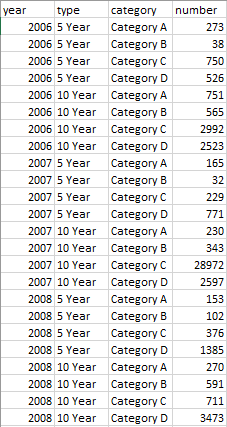 year type category number
2006 5 Year Category A 273
2006 5 Year Category B 38
2006 5 Year Category C 750
2006 5 Year Category D 526
2006 10 Year Category A 751
2006 10 Year Category B 565
2006 10 Year Category C 2992
2006 10 Year Category D 2523
2007 5 Year Category A 165
2007 5 Year Category B 32
2007 5 Year Category C 229
2007 5 Year Category D 771
2007 10 Year Category A 230
2007 10 Year Category B 343
2007 10 Year Category C 28972
2007 10 Year Category D 2597
2008 5 Year Category A 153
2008 5 Year Category B 102
2008 5 Year Category C 376
2008 5 Year Category D 1385
2008 10 Year Category A 270
2008 10 Year Category B 591
2008 10 Year Category C 711
2008 10 Year Category D 3473